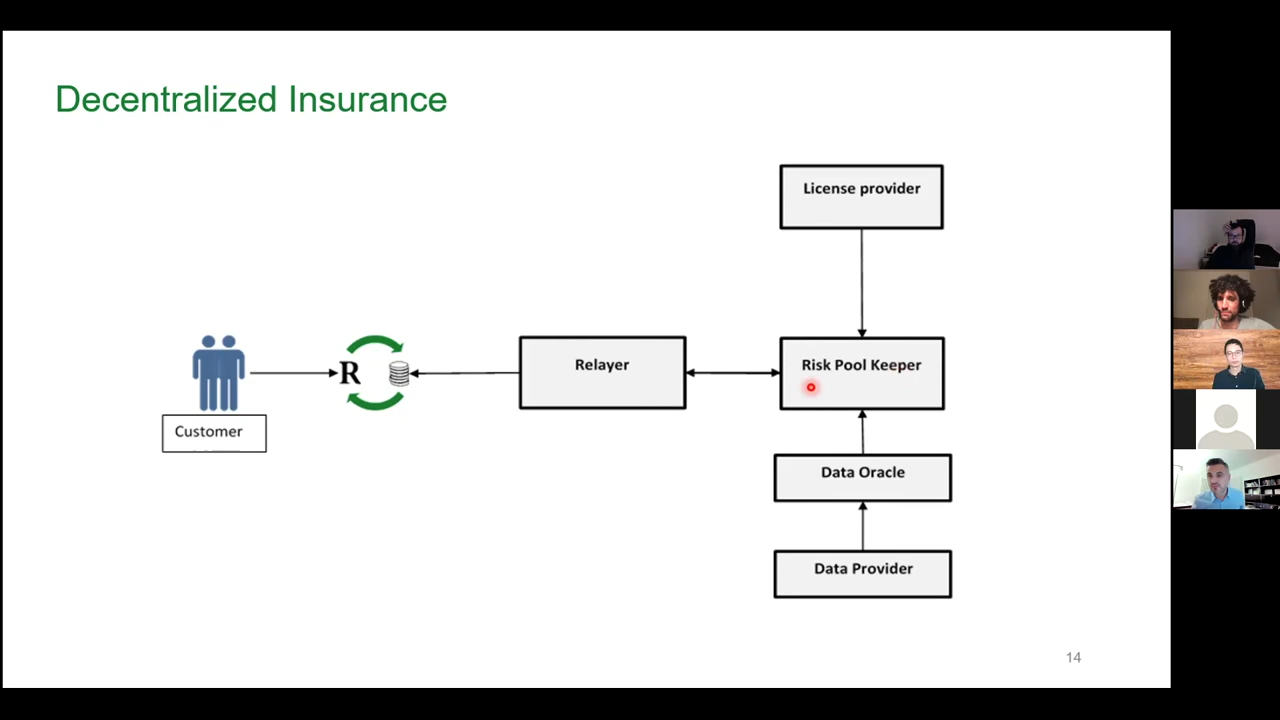 Decentralized Insurance
License provider
R
Relayer
Risk Pool Keeper
Customer
Data Oracle
Data Provider
14